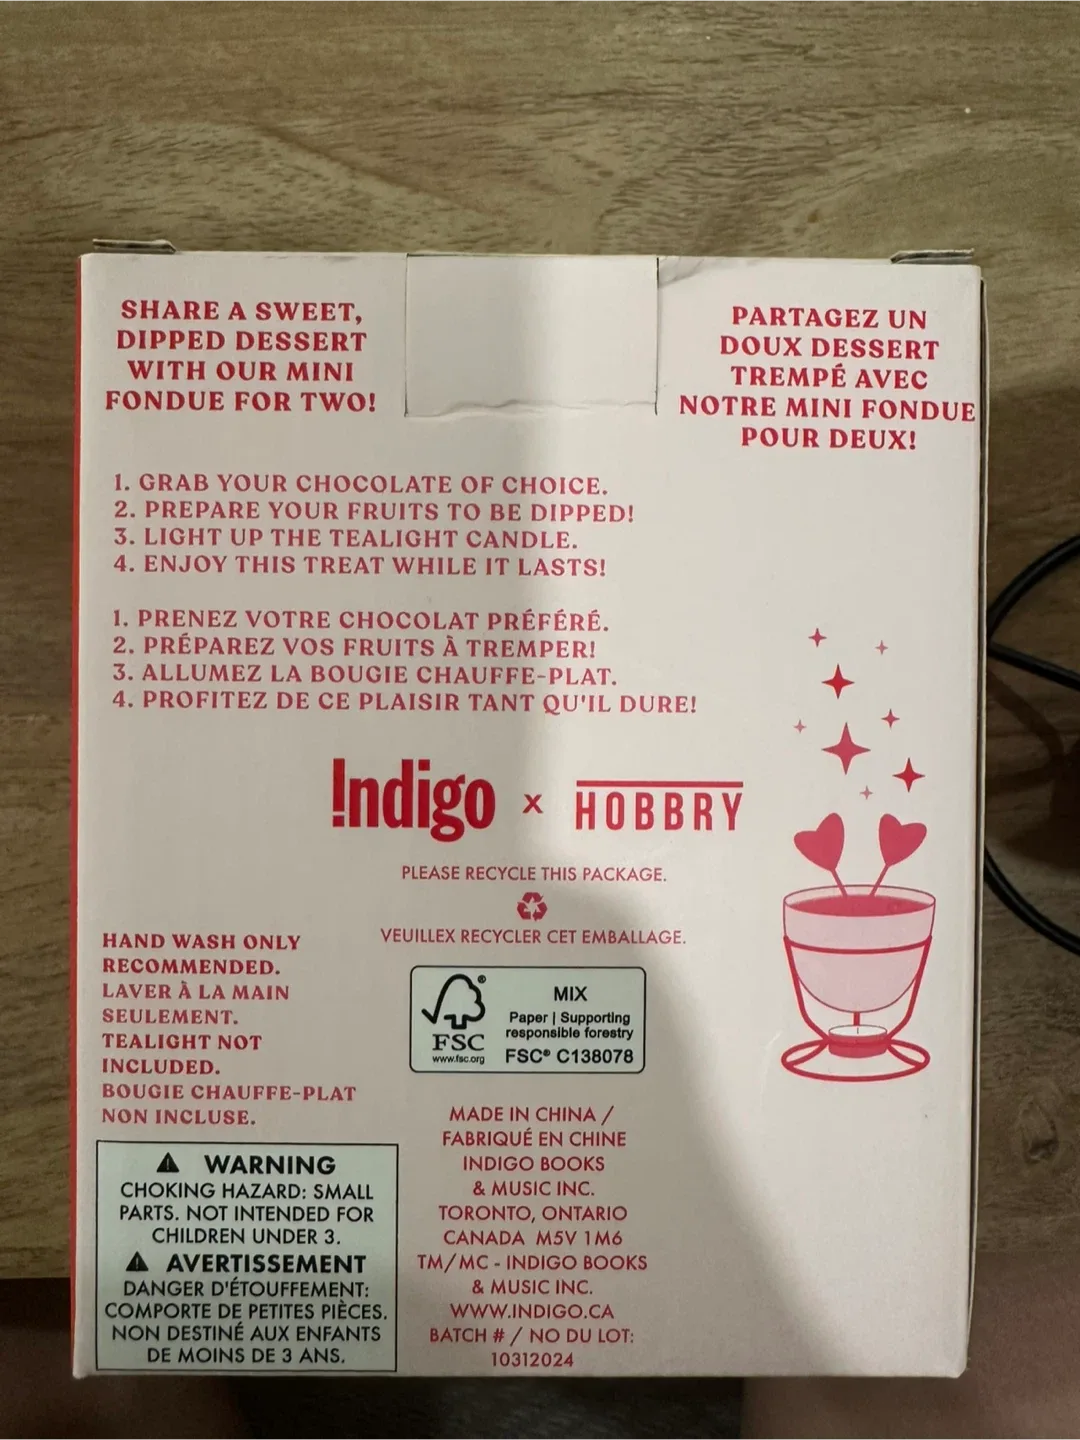 SHARE A SWEET,
DIPPED DESSERT
WITH OUR MINI
FONDUE FOR TWO!
PARTAGEZ UN
DOUX DESSERT
TREMPÉ AVEC
NOTRE MINI FONDUE
POUR DEUX!
1. GRAB YOUR CHOCOLATE OF CHOICE.
2. PREPARE YOUR FRUITS TO BE DIPPED!
3. LIGHT UP THE TEALIGHT CANDLE.
4. ENJOY THIS TREAT WHILE IT LASTS!
1. PRENEZ VOTRE CHOCOLAT PRÉFÉRÉ.
2. PRÉPAREZ VOS FRUITS À TREMPER!
3. ALLUMEZ LA BOUGIE CHAUFFE-PLAT.
4. PROFITEZ DE CE PLAISIR TANT QU'IL DURE!
!ndigo x HOBBRY
PLEASE RECYCLE THIS PACKAGE.
VEUILLEX RECYCLER CET EMBALLAGE.
HAND WASH ONLY
RECOMMENDED.
LAVER À LA MAIN
SEULEMENT.
TEALIGHT NOT
INCLUDED.
BOUGIE CHAUFFE-PLAT
NON INCLUSE.
FSC®
www.fsc.org
MIX
Paper | Supporting
responsible forestry
FSC® C138078
WARNING
CHOKING HAZARD: SMALL
PARTS. NOT INTENDED FOR
CHILDREN UNDER 3.
AVERTISSEMENT
DANGER D'ÉTOUFFEMENT:
COMPORTE DE PETITES PIÈCES.
NON DESTINÉ AUX ENFANTS
DE MOINS DE 3 ANS.
MADE IN CHINA /
FABRIQUÉ EN CHINE
INDIGO BOOKS
& MUSIC INC.
TORONTO, ONTARIO
CANADA M5V 1M6
TM/MC - INDIGO BOOKS
& MUSIC INC.
WWW.INDIGO.CA
BATCH # / NO DU LOT:
10312024